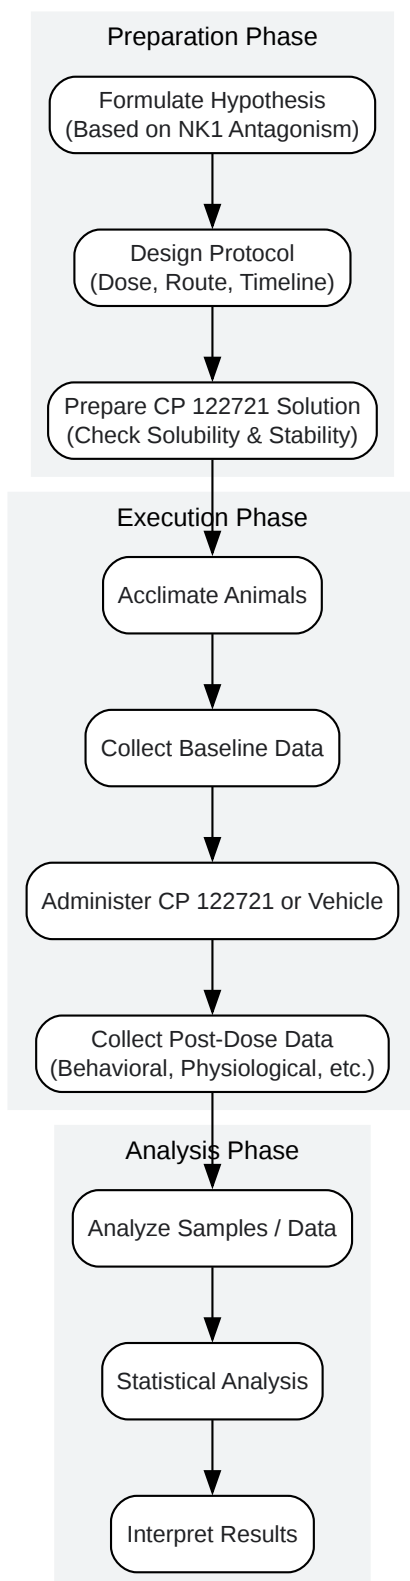 Preparation Phase
Formulate Hypothesis
(Based on NK1 Antagonism)
Design Protocol
(Dose, Route, Timeline)
Prepare CP 122721 Solution
(Check Solubility & Stability)
Execution Phase
Acclimate Animals
Collect Baseline Data
Administer CP 122721 or Vehicle
Collect Post-Dose Data
(Behavioral, Physiological, etc.)
Analysis Phase
Analyze Samples / Data
Statistical Analysis
Interpret Results